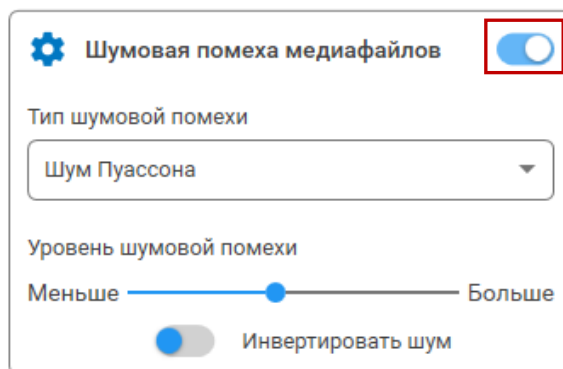 Шумовая помеха медиафайлов
Тип шумовой помехи
Шум Пуассона
Уровень шумовой помехи
Меньше Больше
Инвертировать шум